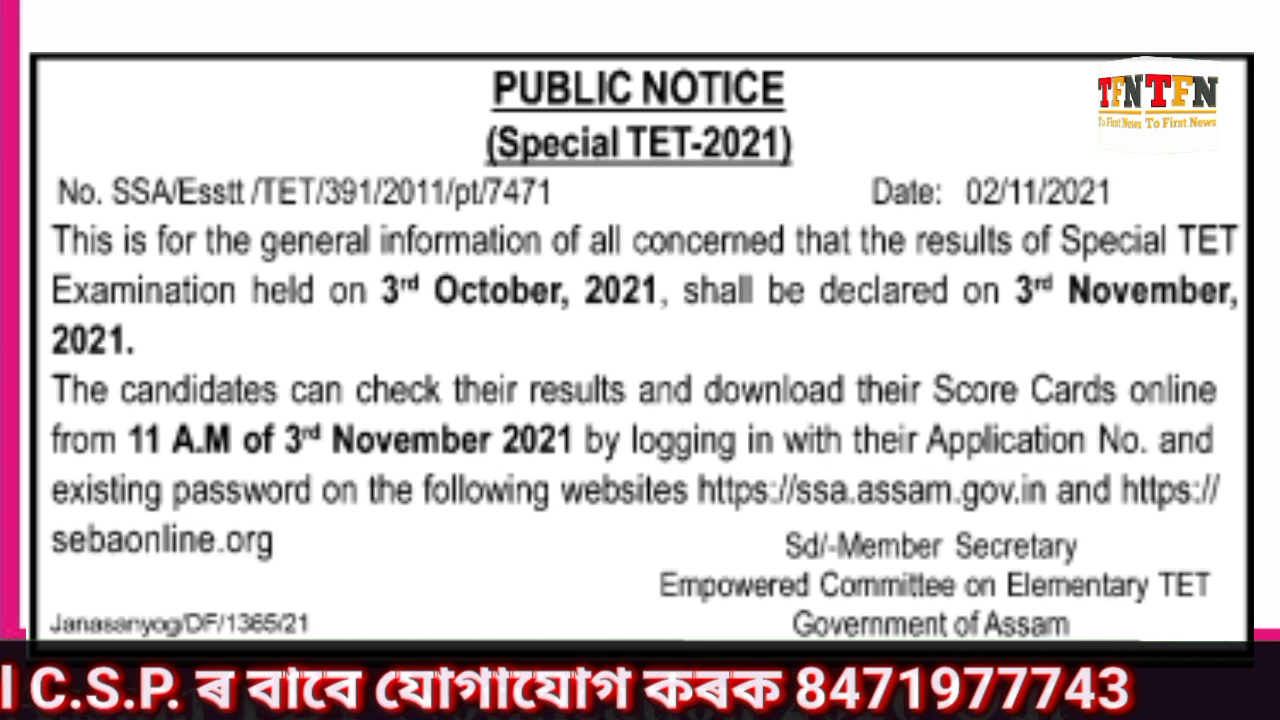 PUBLIC NOTICE
(Special TET-2021)
TFN TFN
To First News To First News
No. SSA/Esstt /TET/391/2011/pt/7471 Date: 02/11/2021
This is for the general information of all concerned that the results of Special TET
Examination held on 3rd October, 2021, shall be declared on 3rd November,
2021.
The candidates can check their results and download their Score Cards online
from 11 A.M of 3rd November 2021 by logging in with their Application No. and
existing password on the following websites https://ssa.assam.gov.in and https://
sebaonline.org
Sd/-Member Secretary
Empowered Committee on Elementary TET
Janasanyog/DF/1365/21 Government of Assam
C.S.P. ৰ বাবে যোগাযোগ কৰক 8471977743